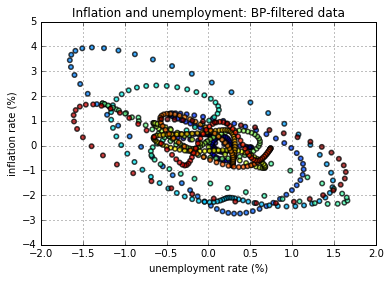 Inflation and unemployment: BP-filtered data
5
4
3
2
1
0
−1
−2
−3
−4
inflation rate (%)
−2.0 −1.5 −1.0 −0.5 0.0 0.5 1.0 1.5 2.0
unemployment rate (%)